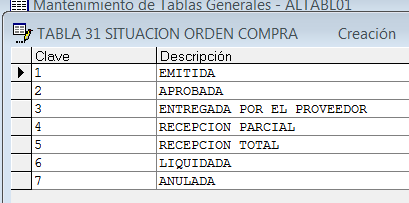 Mantenimiento de Tablas Generales - ALTABL01
TABLA 31 SITUACION ORDEN COMPRA Creación
Clave Descripción
1 EMITIDA
2 APROBADA
3 ENTREGADA POR EL PROVEEDOR
4 RECEPCION PARCIAL
5 RECEPCION TOTAL
6 LIQUIDADA
7 ANULADA